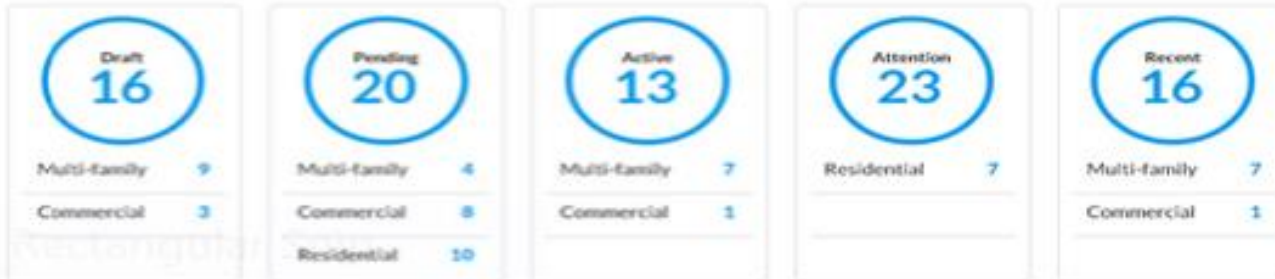 Draft
16
Multi-family 9
Commercial 3
Pending
20
Multi-family 4
Commercial 8
Residential 10
Active
13
Multi-family 7
Commercial 1
Attention
23
Residential 7
Recent
16
Multi-family 7
Commercial 1
Rectangular